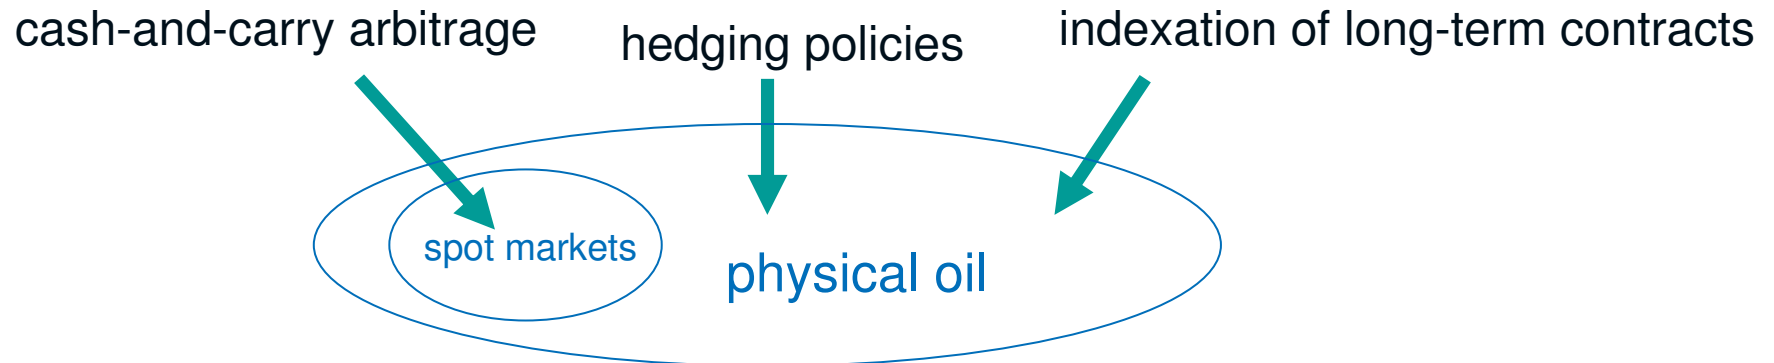 cash-and-carry arbitrage
hedging policies
indexation of long-term contracts
spot markets
physical oil